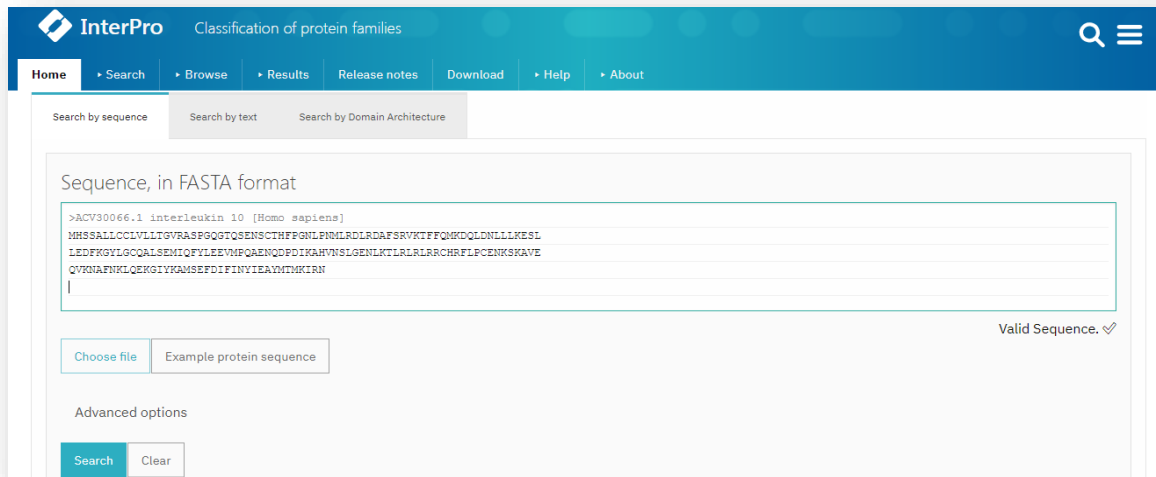 InterPro Classification of protein families
Home ▸ Search ▸ Browse ▸ Results Release notes Download ▸ Help ▸ About
Search by sequence Search by text Search by Domain Architecture
Sequence, in FASTA format
>ACV30066.1 interleukin 10 [Homo sapiens]
MHSSALLCCLVLLTGVRASPGQGTQSENSCTHFPGNLPNMLRDLRDAFSRVKTFFQMKDQLDNLLLKESL
LEDFKGYLGCQALSEMIQFYLEEVMPQAENQDPDIKAHVNSLGENLKTLRLRLRRCHRFLPCENKSKAVE
QVKNAFNKLQEKGIYKAMSEFDIFINYIEAYMTMKIRN
Valid Sequence.
Choose file Example protein sequence
Advanced options
Search Clear